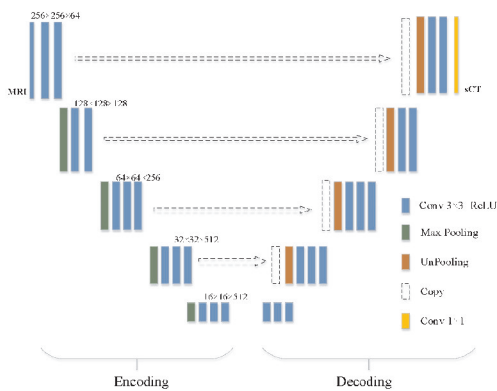 256×256×64
MRI
sCT
128×128×128
64×64×256
32×32×512
16×16×512
Conv 3×3 ReLU
Max Pooling
UnPooling
Copy
Conv 1×1
Encoding
Decoding